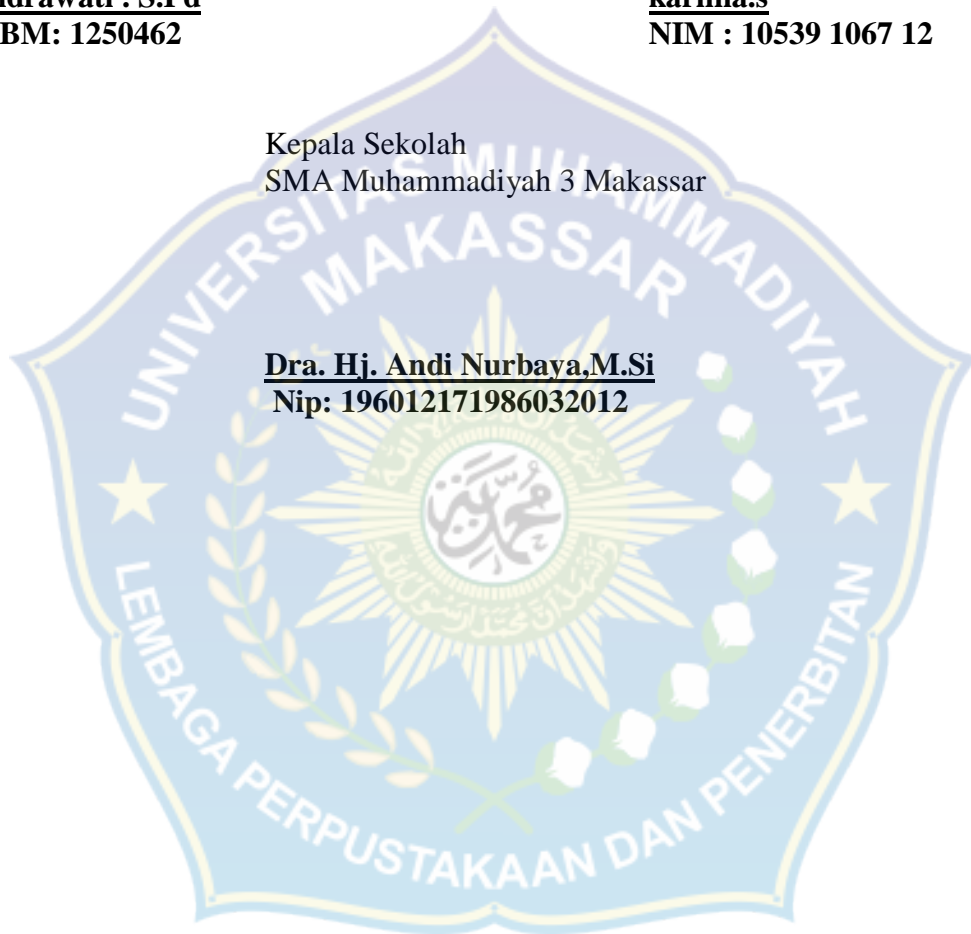 BM: 1250462
karima.s
NIM : 10539 1067 12
Kepala Sekolah
SMA Muhammadiyah 3 Makassar
Dra. Hj. Andi Nurbaya,M.Si
Nip: 196012171986032012
UNIVERSITAS MUHAMMADIYAH
MAKASSAR
LEMBAGA PERPUSTAKAAN DAN PENERBITAN